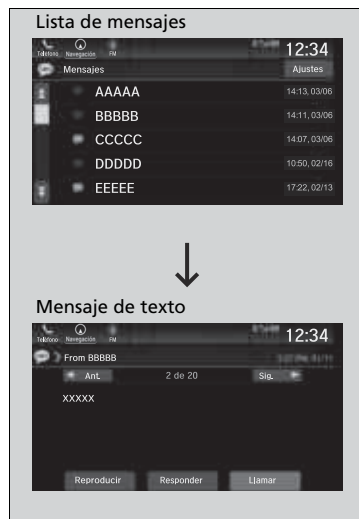 Lista de mensajes
Teléfono Navegación FM 12:34
Mensajes Ajustes
AAAAA 14:13, 03/06
BBBBB 14:11, 03/06
CCCCC 14:07, 03/06
DDDDD 10:50, 02/16
EEEEE 17:22, 02/13
Mensaje de texto
Teléfono Navegación FM 12:34
From BBBBB
Ant. 2 de 20 Sig.
XXXXX
Reproducir Responder Llamar